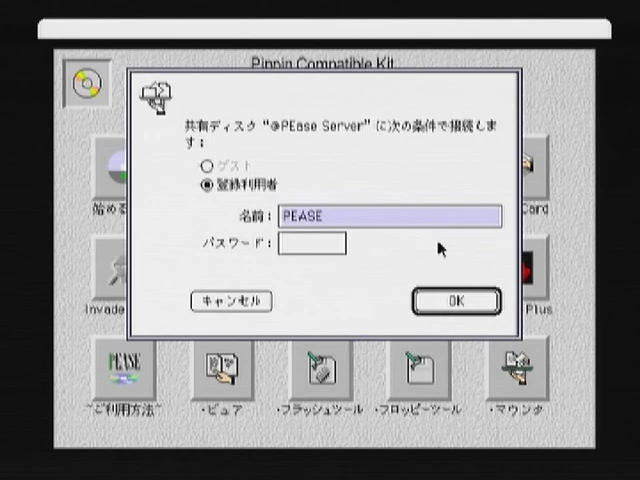 Pippin Compatible Kit
共有ディスク “@PEase Server” に次の条件で接続しま
す：
ゲスト
登録利用者
名前： PEASE
パスワード：
キャンセル OK
始める
Card
Invade
Plus
PEASE
ご利用方法 ・ビュア ・フラッシュツール ・フロッピーツール ・マウンタ